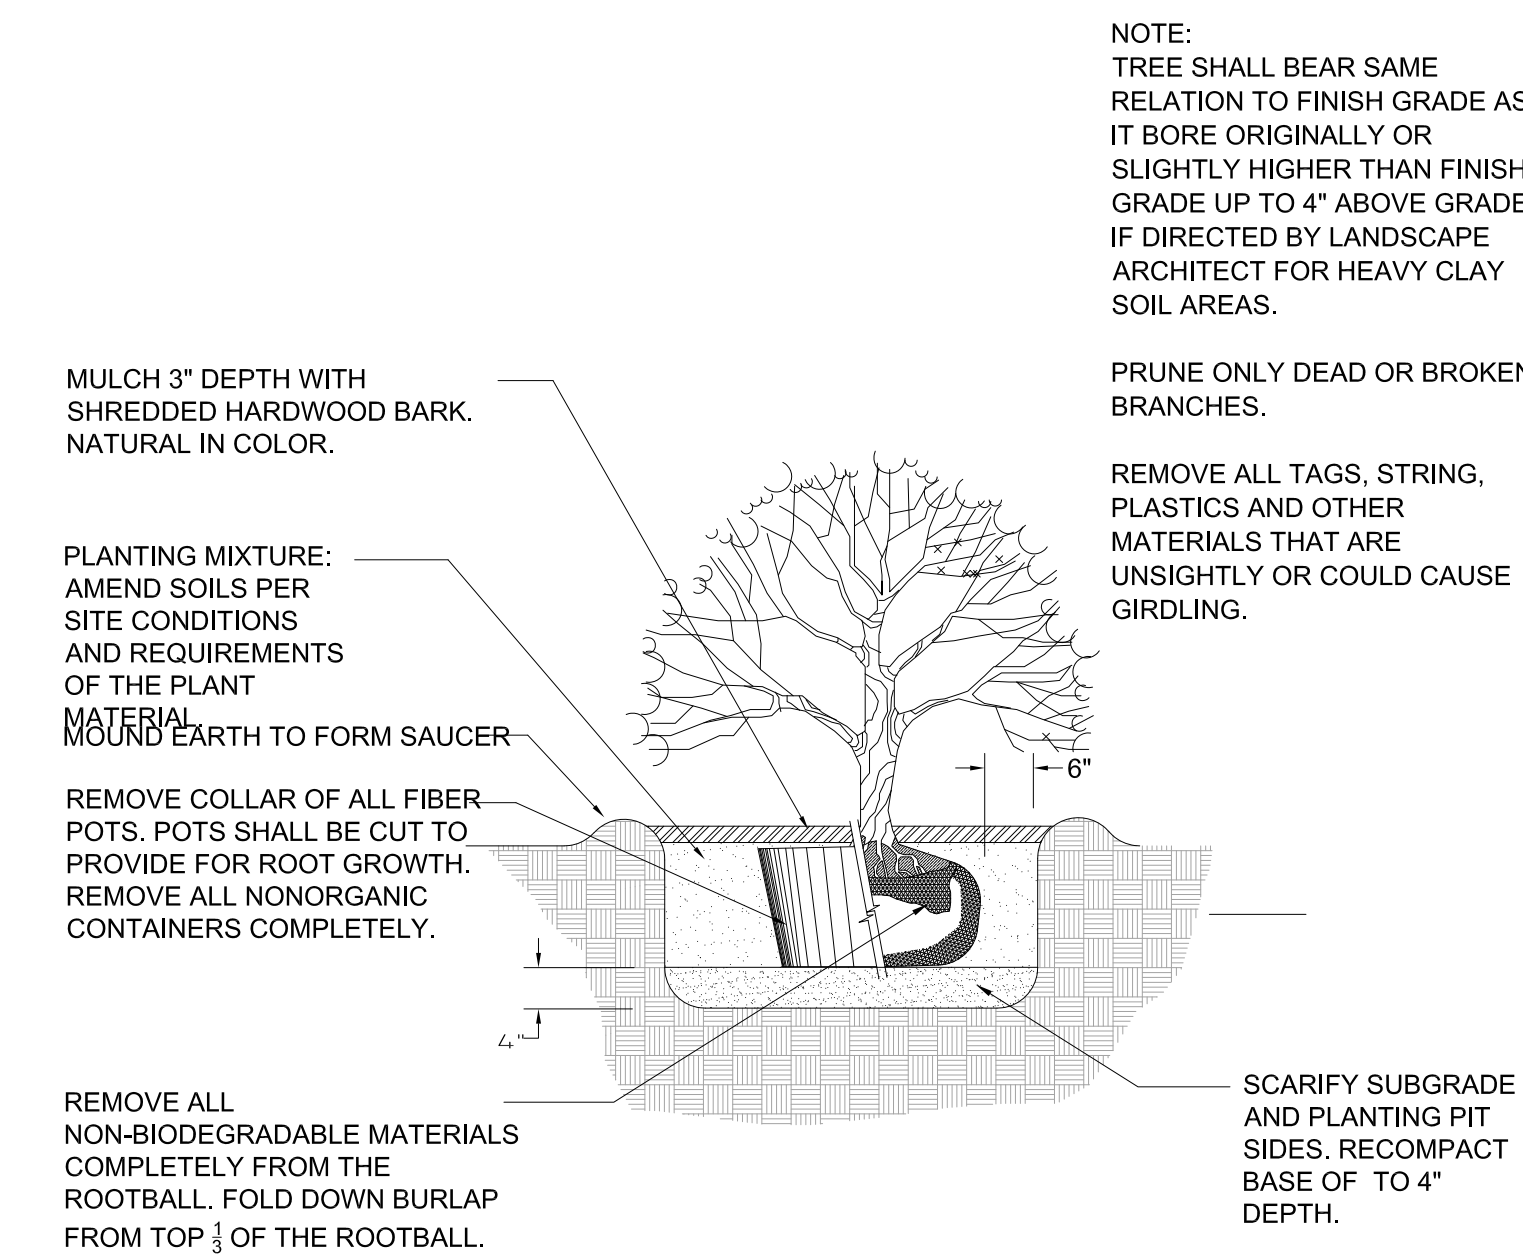 NOTE:
TREE SHALL BEAR SAME
RELATION TO FINISH GRADE AS
IT BORE ORIGINALLY OR
SLIGHTLY HIGHER THAN FINISH
GRADE UP TO 4" ABOVE GRADE
IF DIRECTED BY LANDSCAPE
ARCHITECT FOR HEAVY CLAY
SOIL AREAS.
PRUNE ONLY DEAD OR BROKEN
BRANCHES.
REMOVE ALL TAGS, STRING,
PLASTICS AND OTHER
MATERIALS THAT ARE
UNSIGHTLY OR COULD CAUSE
GIRDLING.
MULCH 3" DEPTH WITH
SHREDDED HARDWOOD BARK.
NATURAL IN COLOR.
PLANTING MIXTURE:
AMEND SOILS PER
SITE CONDITIONS
AND REQUIREMENTS
OF THE PLANT
MATERIAL.
MOUND EARTH TO FORM SAUCER
6"
REMOVE COLLAR OF ALL FIBER
POTS. POTS SHALL BE CUT TO
PROVIDE FOR ROOT GROWTH.
REMOVE ALL NONORGANIC
CONTAINERS COMPLETELY.
4"
REMOVE ALL
NON-BIODEGRADABLE MATERIALS
COMPLETELY FROM THE
ROOTBALL. FOLD DOWN BURLAP
FROM TOP 1/3 OF THE ROOTBALL.
SCARIFY SUBGRADE
AND PLANTING PIT
SIDES. RECOMPACT
BASE OF  TO 4"
DEPTH.